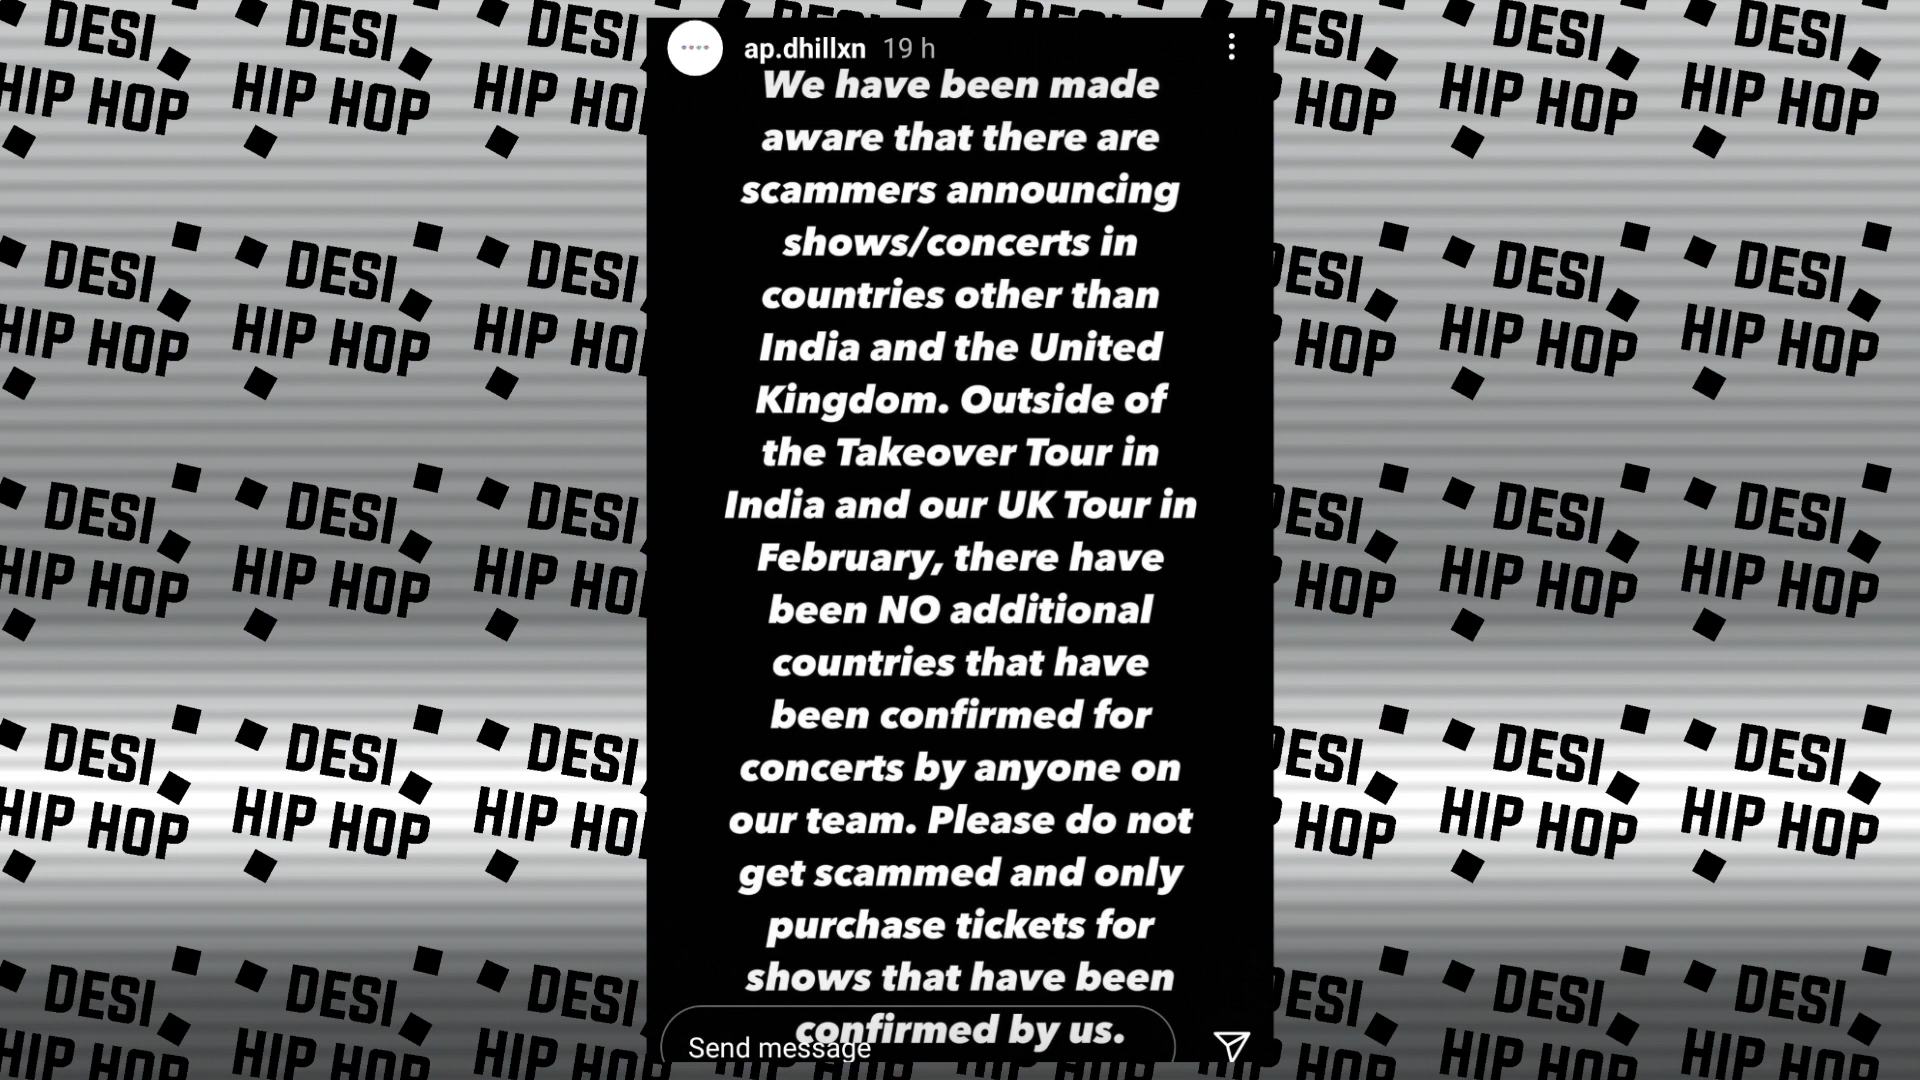 ap.dhillxn 19 h
We have been made
aware that there are
scammers announcing
shows/concerts in
countries other than
India and the United
Kingdom. Outside of
the Takeover Tour in
India and our UK Tour in
February, there have
been NO additional
countries that have
been confirmed for
concerts by anyone on
our team. Please do not
get scammed and only
purchase tickets for
shows that have been
confirmed by us.
Send message
DESI
HIP HOP